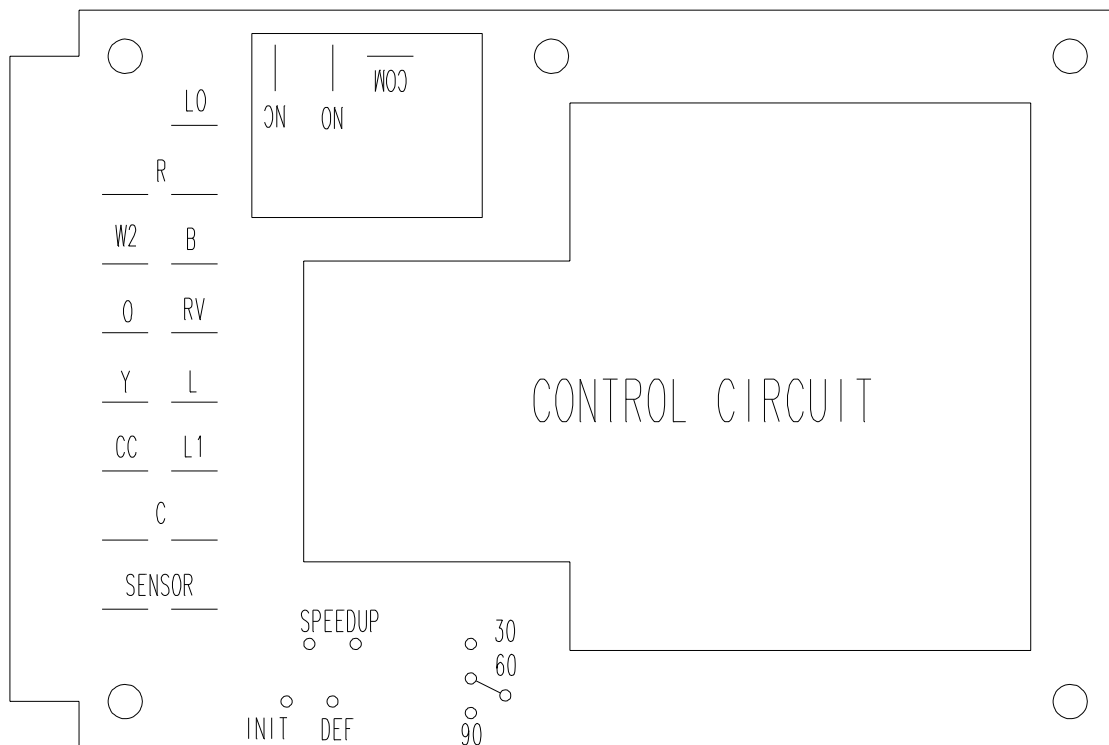 COM
LO
NC NO
R
W2 B
O RV
Y L
CONTROL CIRCUIT
CC L1
C
SENSOR
SPEEDUP
30
60
INIT DEF
90